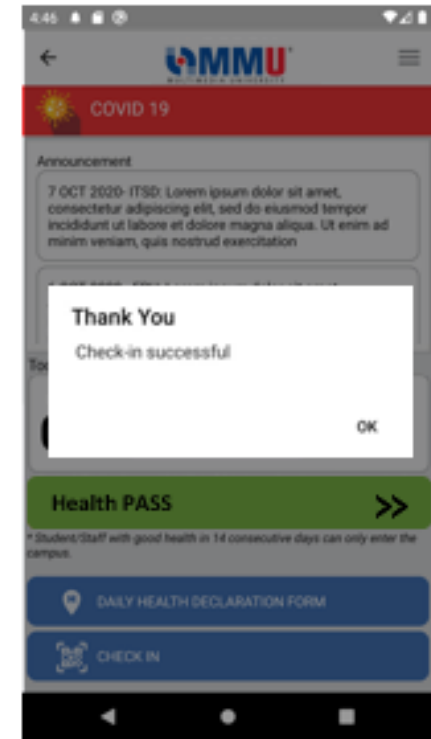 4:46
MMU
MULTIMEDIA UNIVERSITY
COVID 19
Announcement
7 OCT 2020- ITSD: Lorem ipsum dolor sit amet,
consectetur adipiscing elit, sed do eiusmod tempor
incididunt ut labore et dolore magna aliqua. Ut enim ad
minim veniam, quis nostrud exercitation
Thank You
Check-in successful
OK
Health PASS >>
* Student/Staff with good health in 14 consecutive days can only enter the
campus.
DAILY HEALTH DECLARATION FORM
CHECK IN